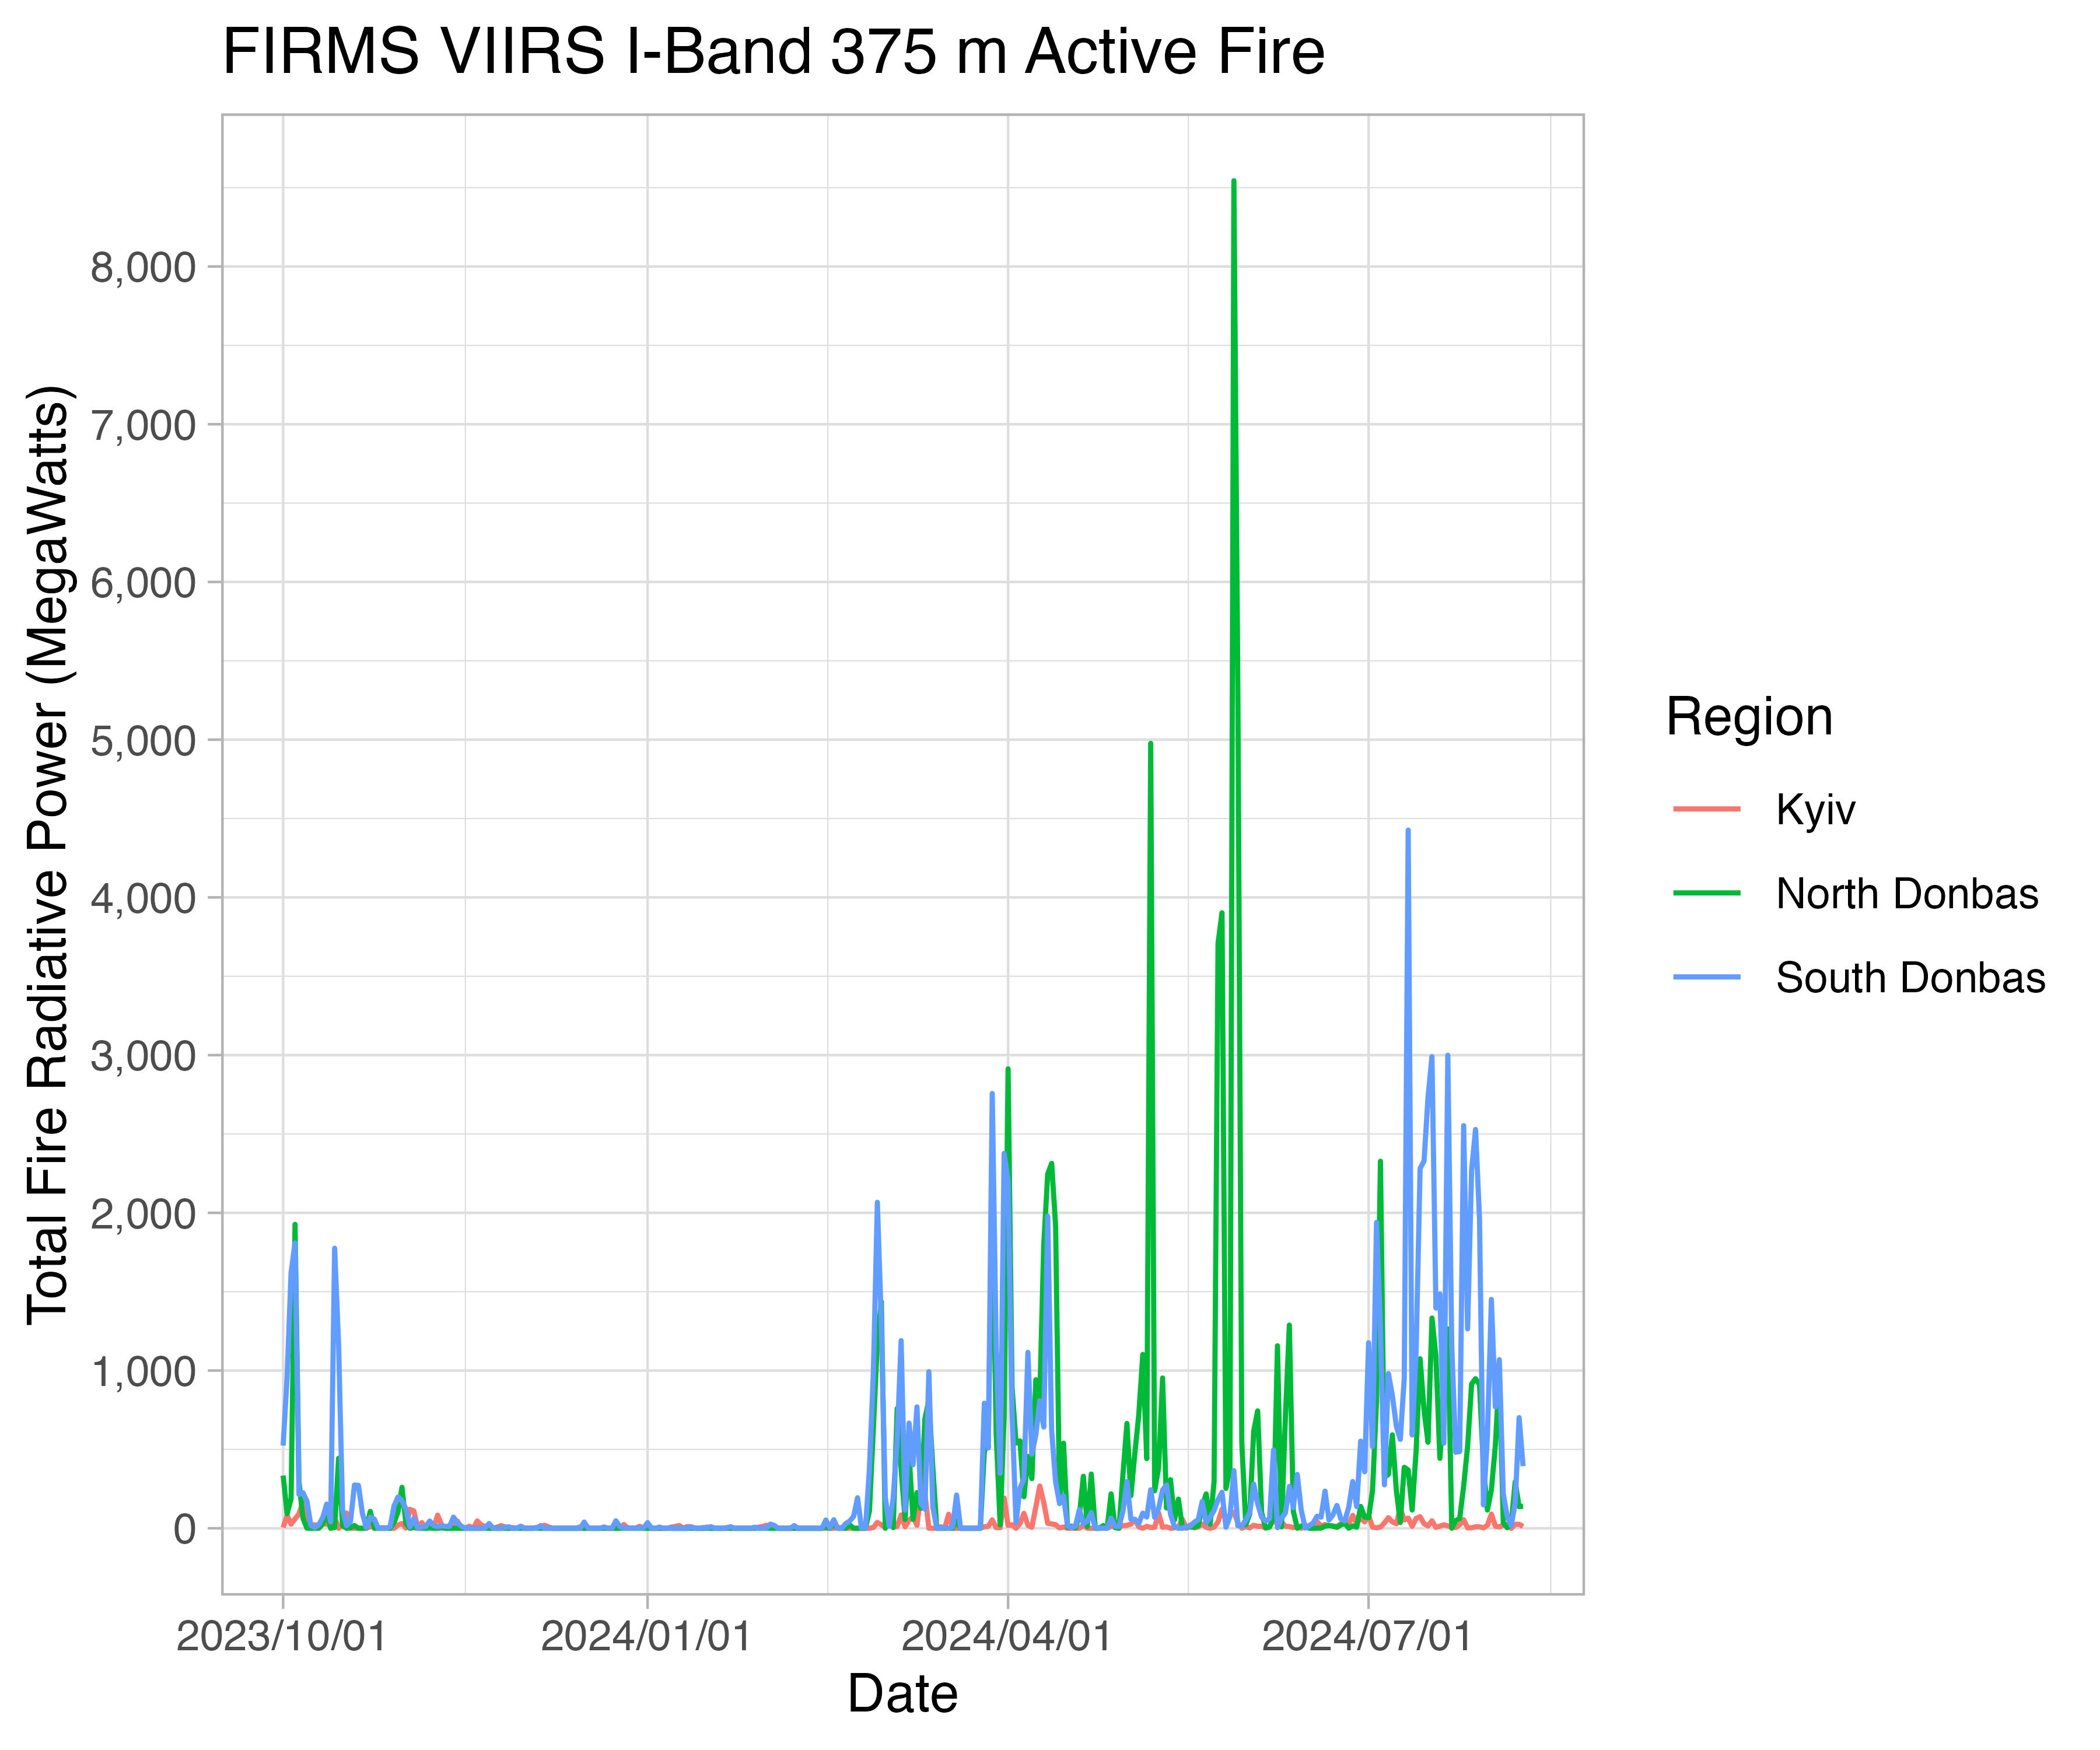 FIRMS VIIRS I-Band 375 m Active Fire
Total Fire Radiative Power (MegaWatts)
8,000
7,000
6,000
5,000
4,000
3,000
2,000
1,000
0
2023/10/01
2024/01/01
2024/04/01
2024/07/01
Date
Region
Kyiv
North Donbas
South Donbas